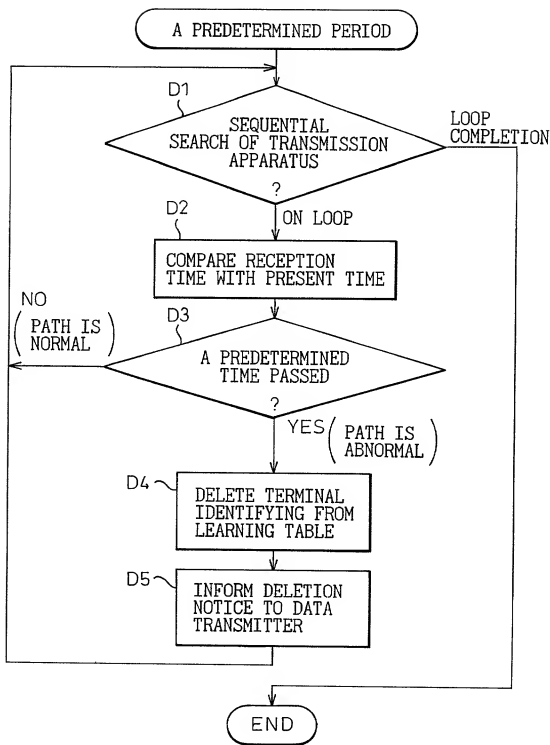 A PREDETERMINED PERIOD
D1
SEQUENTIAL
SEARCH OF TRANSMISSION
APPARATUS
?
LOOP
COMPLETION
ON LOOP
D2
COMPARE RECEPTION
TIME WITH PRESENT TIME
NO
(PATH IS
NORMAL)
D3
A PREDETERMINED
TIME PASSED
?
YES (PATH IS
ABNORMAL)
D4
DELETE TERMINAL
IDENTIFYING FROM
LEARNING TABLE
D5
INFORM DELETION
NOTICE TO DATA
TRANSMITTER
END